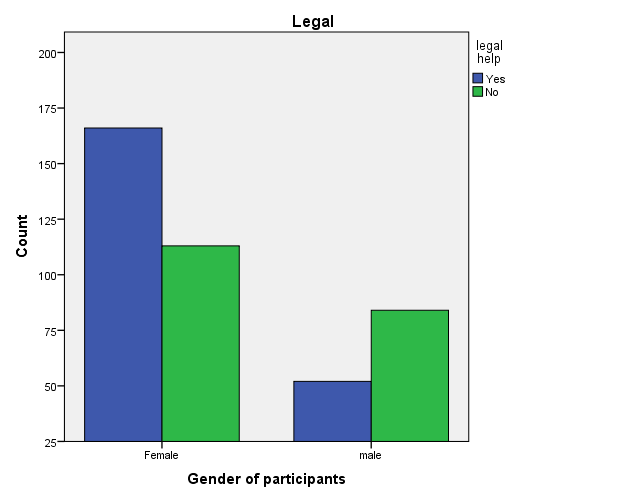 Legal
legal
help
Yes
No
200
175
150
125
100
75
50
25
Count
Female
male
Gender of participants